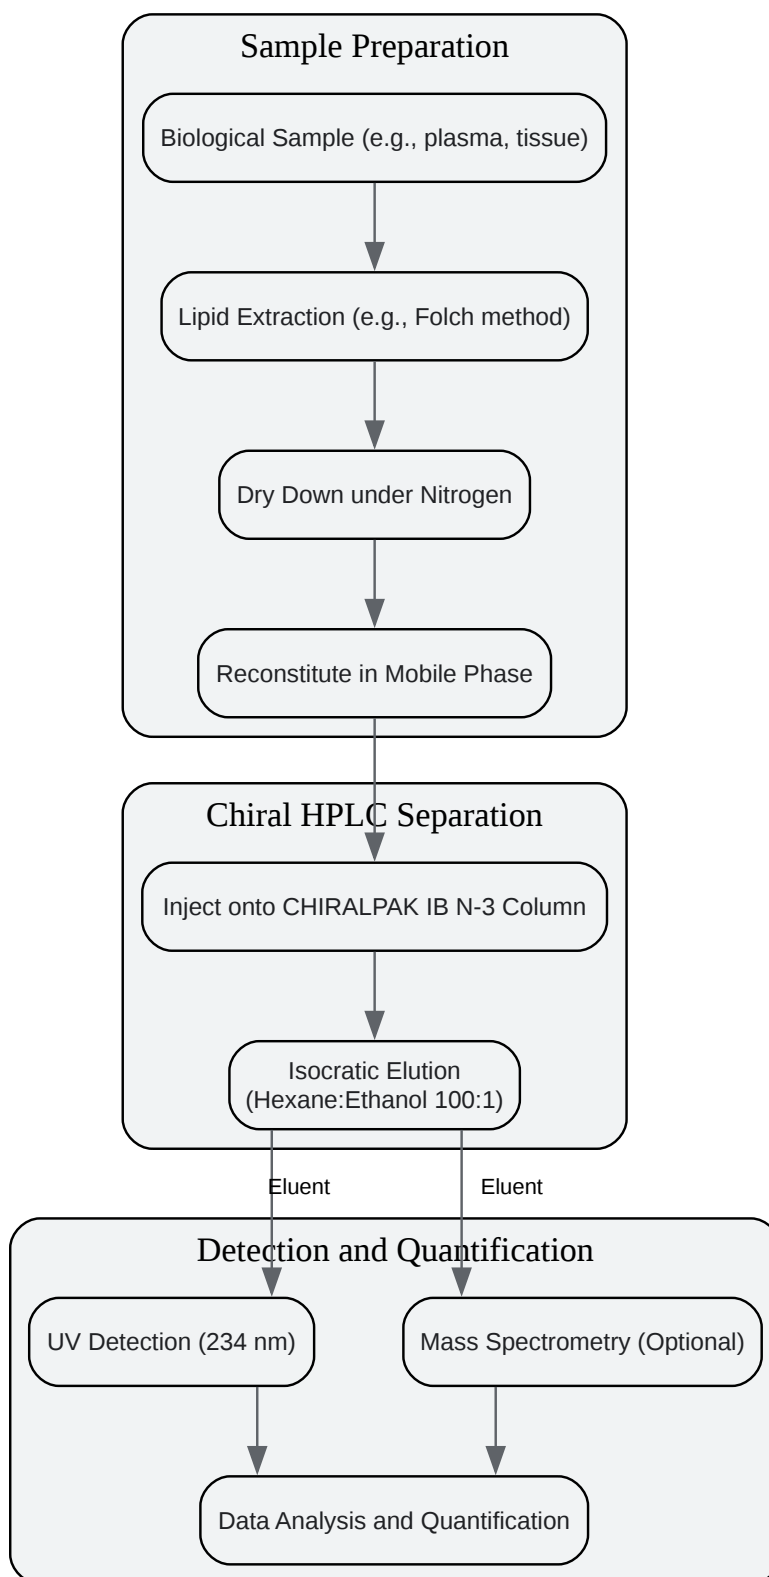 Sample Preparation
Biological Sample (e.g., plasma, tissue)
Lipid Extraction (e.g., Folch method)
Dry Down under Nitrogen
Reconstitute in Mobile Phase
Chiral HPLC Separation
Inject onto CHIRALPAK IB N-3 Column
Isocratic Elution
(Hexane:Ethanol 100:1)
Eluent
Eluent
Detection and Quantification
UV Detection (234 nm)
Mass Spectrometry (Optional)
Data Analysis and Quantification